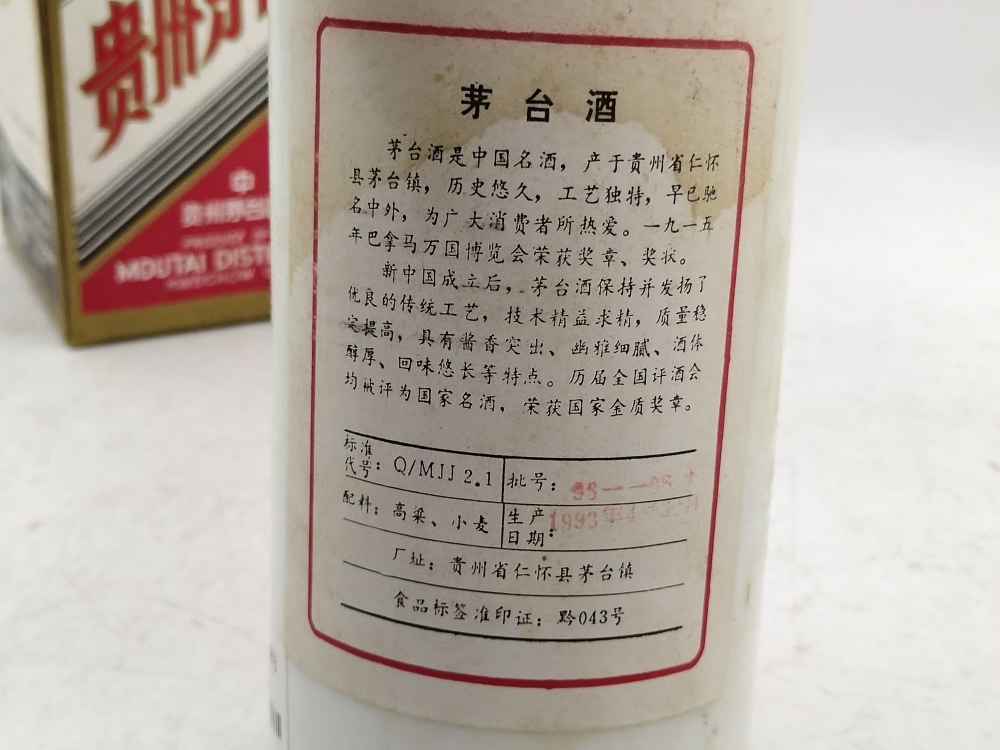 贵州茅
贵州茅台
MOUTAI DIST
茅台酒
茅台酒是中国名酒，产于贵州省仁怀
县茅台镇，历史悠久，工艺独特，早已驰
名中外，为广大消费者所热爱。一九一五
年巴拿马万国博览会荣获奖章、奖状。
新中国成立后，茅台酒保持并发扬了
优良的传统工艺，技术精益求精，质量稳
定提高，具有酱香突出、幽雅细腻、酒体
醇厚、回味悠长等特点。历届全国评酒会
均被评为国家名酒，荣获国家金质奖章。
标准代号：Q/MJJ 2.1
批号：
配料：高粱、小麦
生产日期：1993年
厂址：贵州省仁怀县茅台镇
食品标签准印证：黔043号